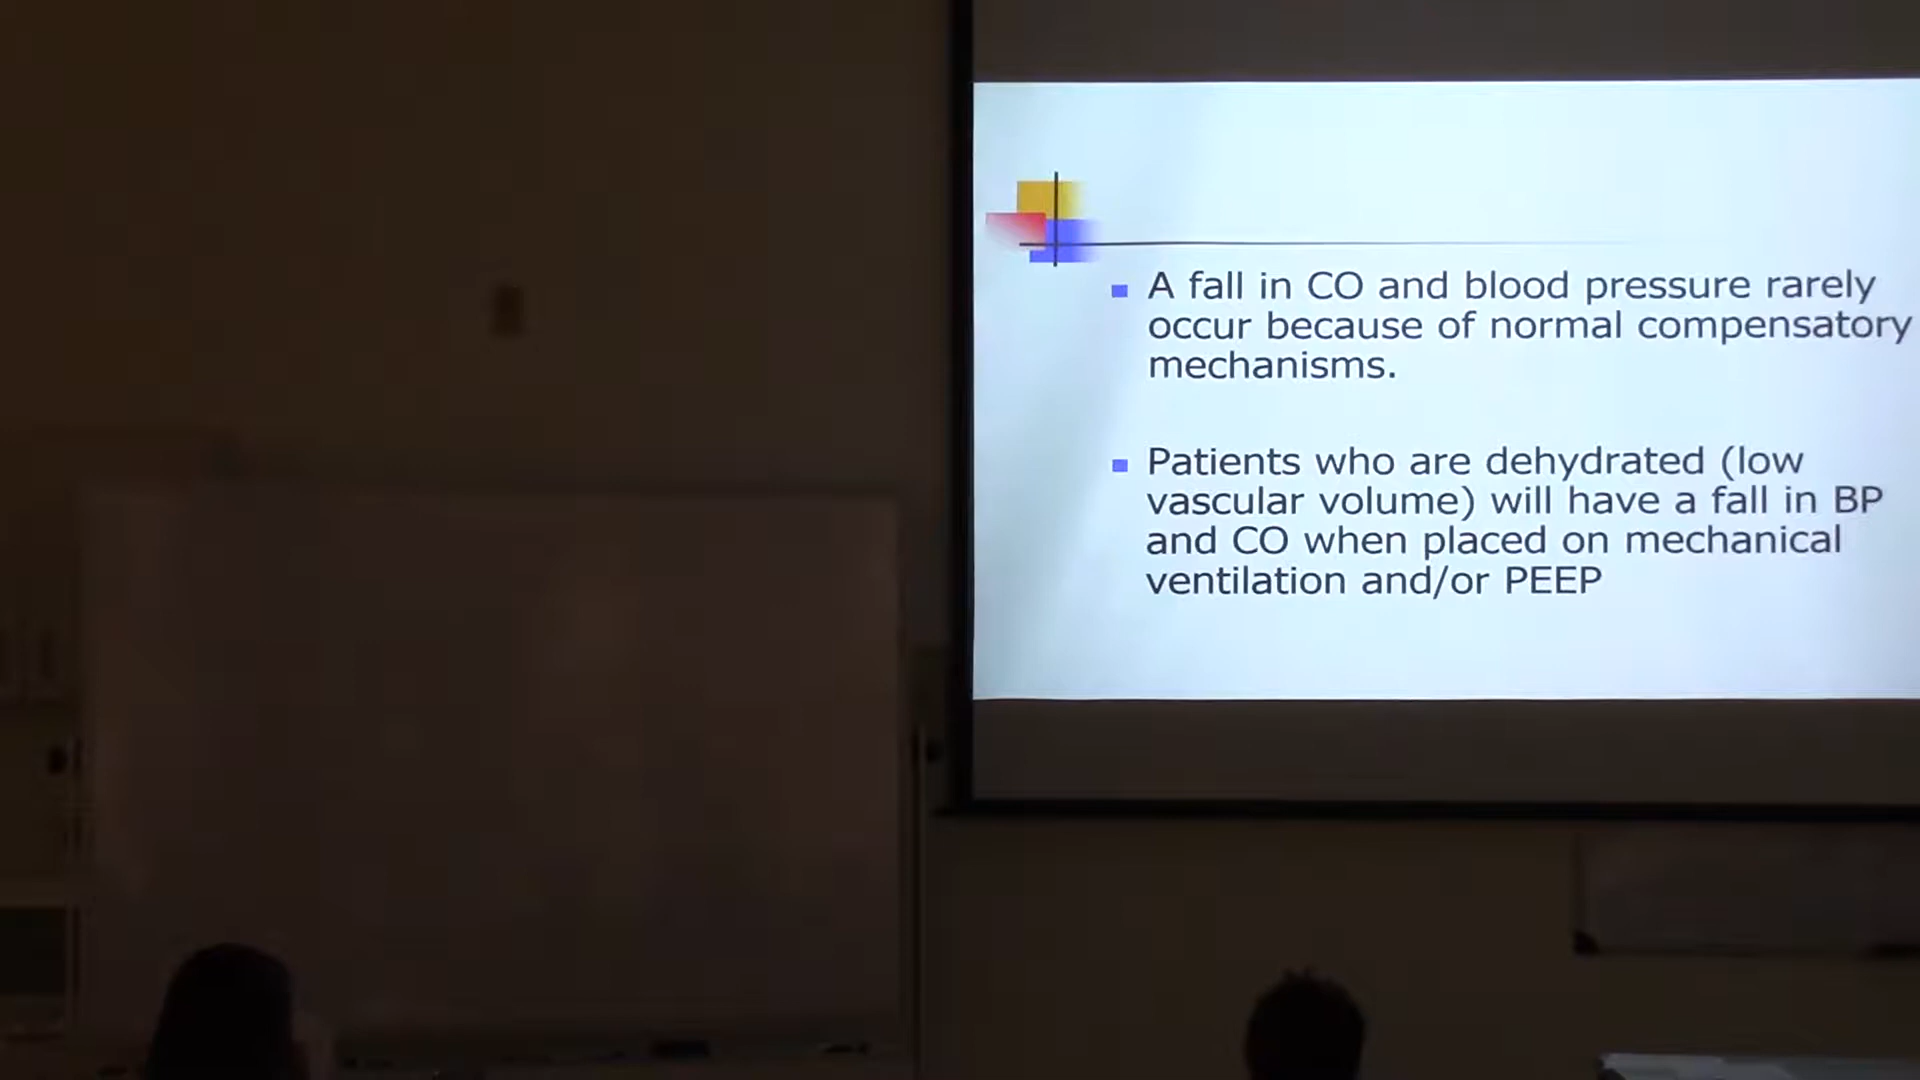 A fall in CO and blood pressure rarely
occur because of normal compensatory
mechanisms.
Patients who are dehydrated (low
vascular volume) will have a fall in BP
and CO when placed on mechanical
ventilation and/or PEEP